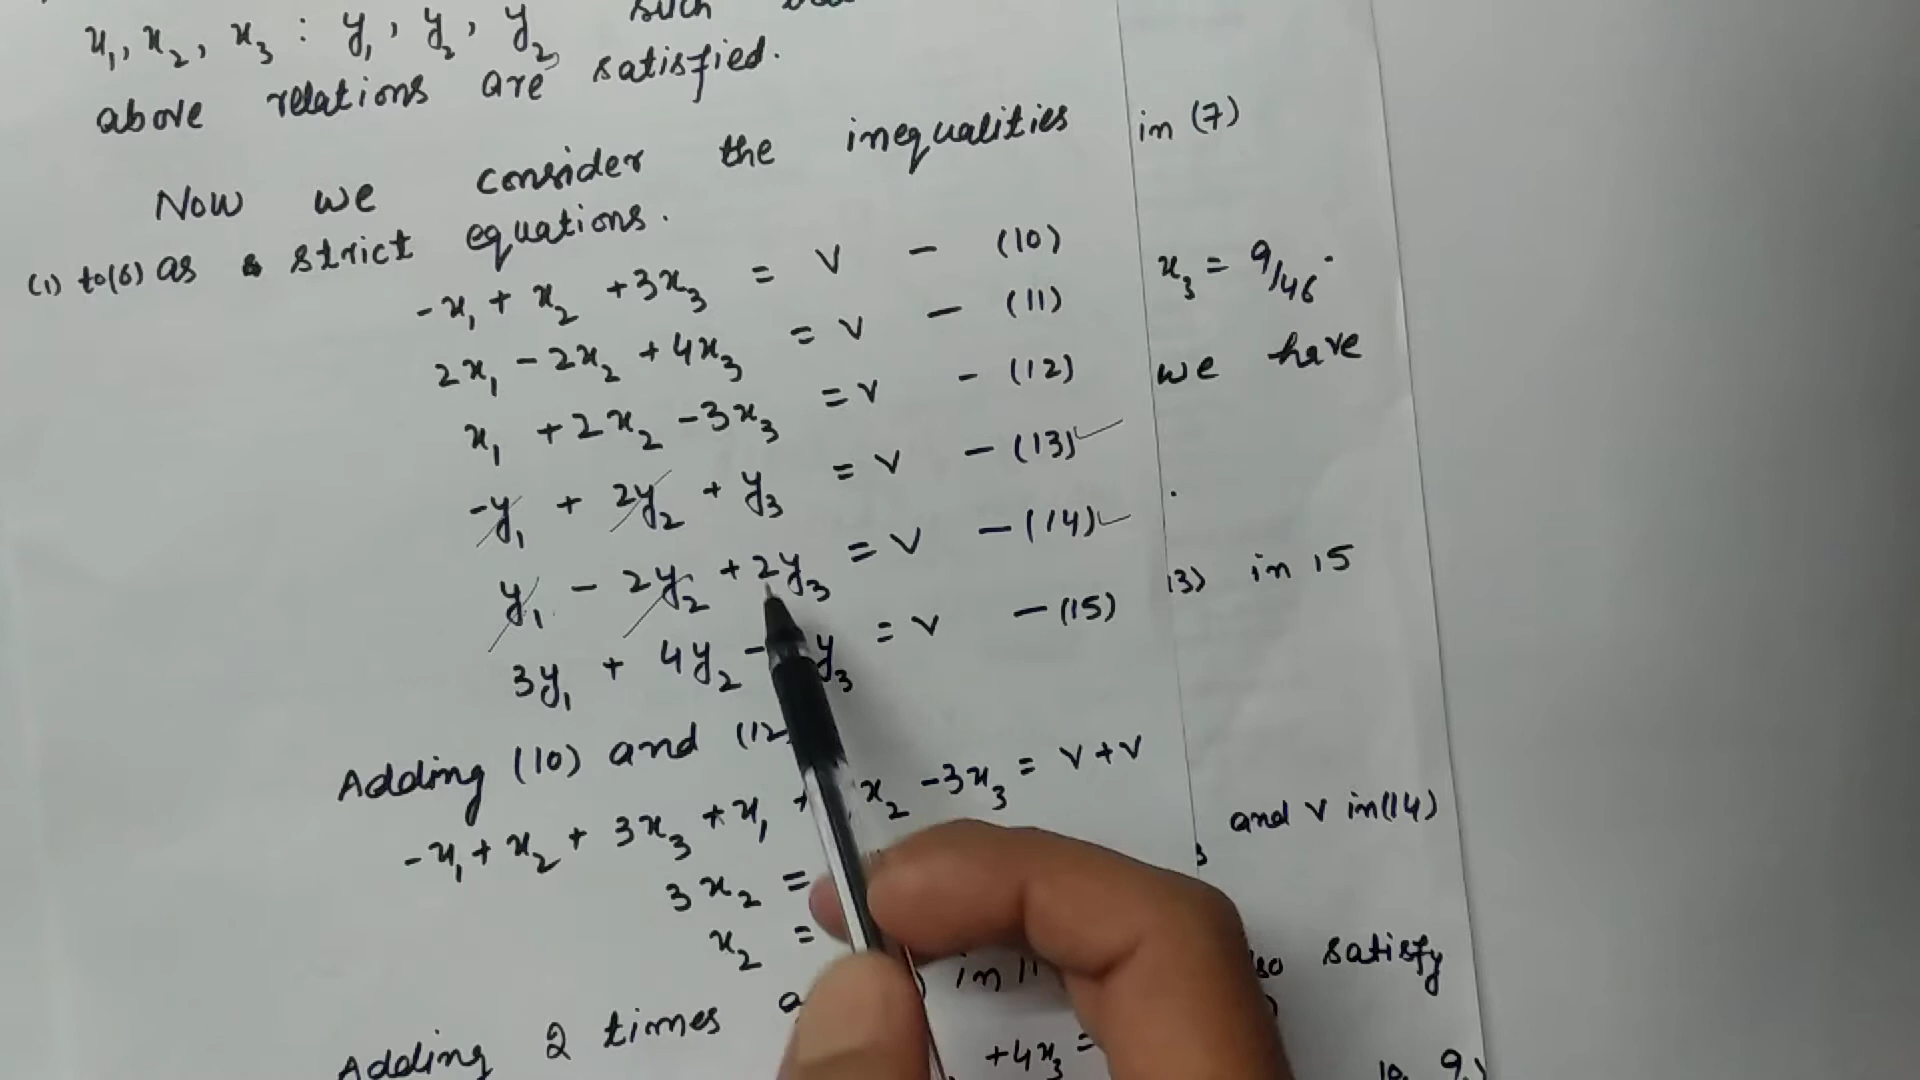 x₁, x₂, x₃ : y₁, y₂, y₂, such
above relations are satisfied.
Now we consider the inequalities in (7)
(1) to(6) as strict equations.
-x₁ + x₂ + 3x₃ = v - (10)
2x₁ - 2x₂ + 4x₃ = v - (11)
x₁ + 2x₂ - 3x₃ = v - (12)
-y₁ + 2y₂ + y₃ = v - (13)
y₁ - 2y₂ + 2y₃ = v - (14)
3y₁ + 4y₂ - y₃ = v - (15)
Adding (10) and (12
-x₁ + x₂ + 3x₃ + x₁ + x₂ - 3x₃ = v + v
3x₂ =
x₂ =
Adding 2 times in 11
+4x₃ =
x₃ = 9/46.
we have
13) in 15
and v in(14)
satisfy